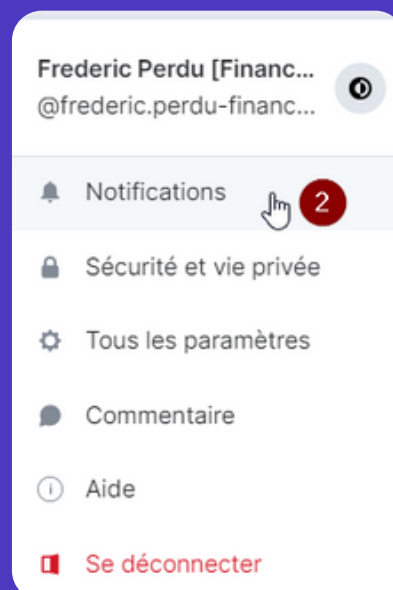 Frederic Perdu [Financ...
@frederic.perdu-financ...
Notifications
2
Sécurité et vie privée
Tous les paramètres
Commentaire
Aide
Se déconnecter